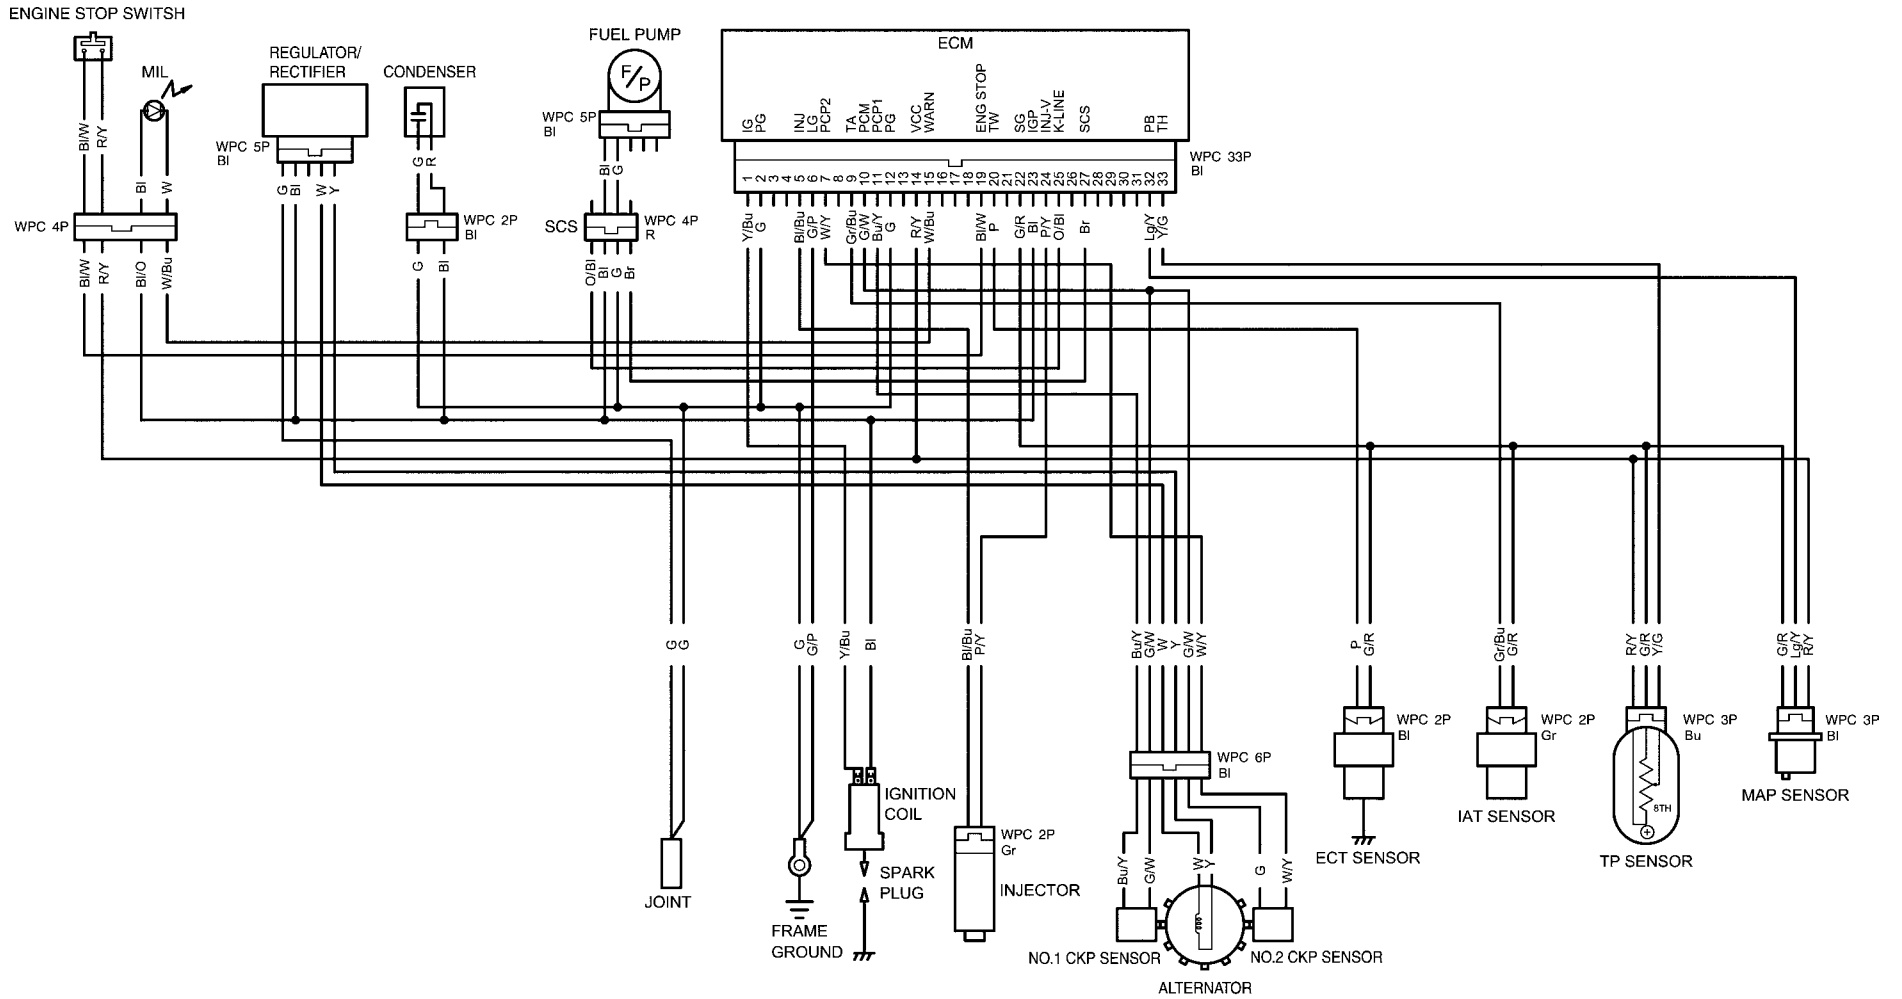 ENGINE STOP SWITSH
MIL
REGULATOR/
RECTIFIER
CONDENSER
FUEL PUMP
F/P
ECM
WPC 5P
Bl
WPC 5P
Bl
IG
PG
INJ
LG
PCP2
TA
PCM
PCP1
PG
VCC
WARN
ENG STOP
TW
SG
IGP
INJ-V
K-LINE
SCS
PB
TH
WPC 33P
Bl
1 2 3 4 5 6 7 8 9 10 11 12 13 14 15 16 17 18 19 20 21 22 23 24 25 26 27 28 29 30 31 32 33
Bl/W
R/Y
Bl
W
G
Bl
W
Y
G
R
Bl
G
WPC 4P
WPC 2P
Bl
SCS
WPC 4P
R
Y/Bu
G
Bl/Bu
G/P
W/Y
Gr/Bu
G/W
Bu/Y
G
R/Y
W/Bu
Bl/W
P
G/R
Bl
P/Y
O/Bl
Br
Lg/Y
Y/G
Bl/W
R/Y
Bl/O
W/Bu
G
Bl
O/Bl
Bl
G
Br
G
G
G
G/P
Y/Bu
Bl
Bl/Bu
P/Y
Bu/Y
G/W
W
Y
G/W
W/Y
P
G/R
Gr/Bu
G/R
R/Y
G/R
Y/G
G/R
Lg/Y
R/Y
WPC 2P
Bl
WPC 2P
Gr
WPC 3P
Bu
WPC 3P
Bl
WPC 6P
Bl
IGNITION
COIL
8TH
MAP SENSOR
IAT SENSOR
WPC 2P
Gr
ECT SENSOR
TP SENSOR
Bu/Y
G/W
W
Y
G
W/Y
SPARK
PLUG
INJECTOR
JOINT
FRAME
GROUND
NO.1 CKP SENSOR
NO.2 CKP SENSOR
ALTERNATOR